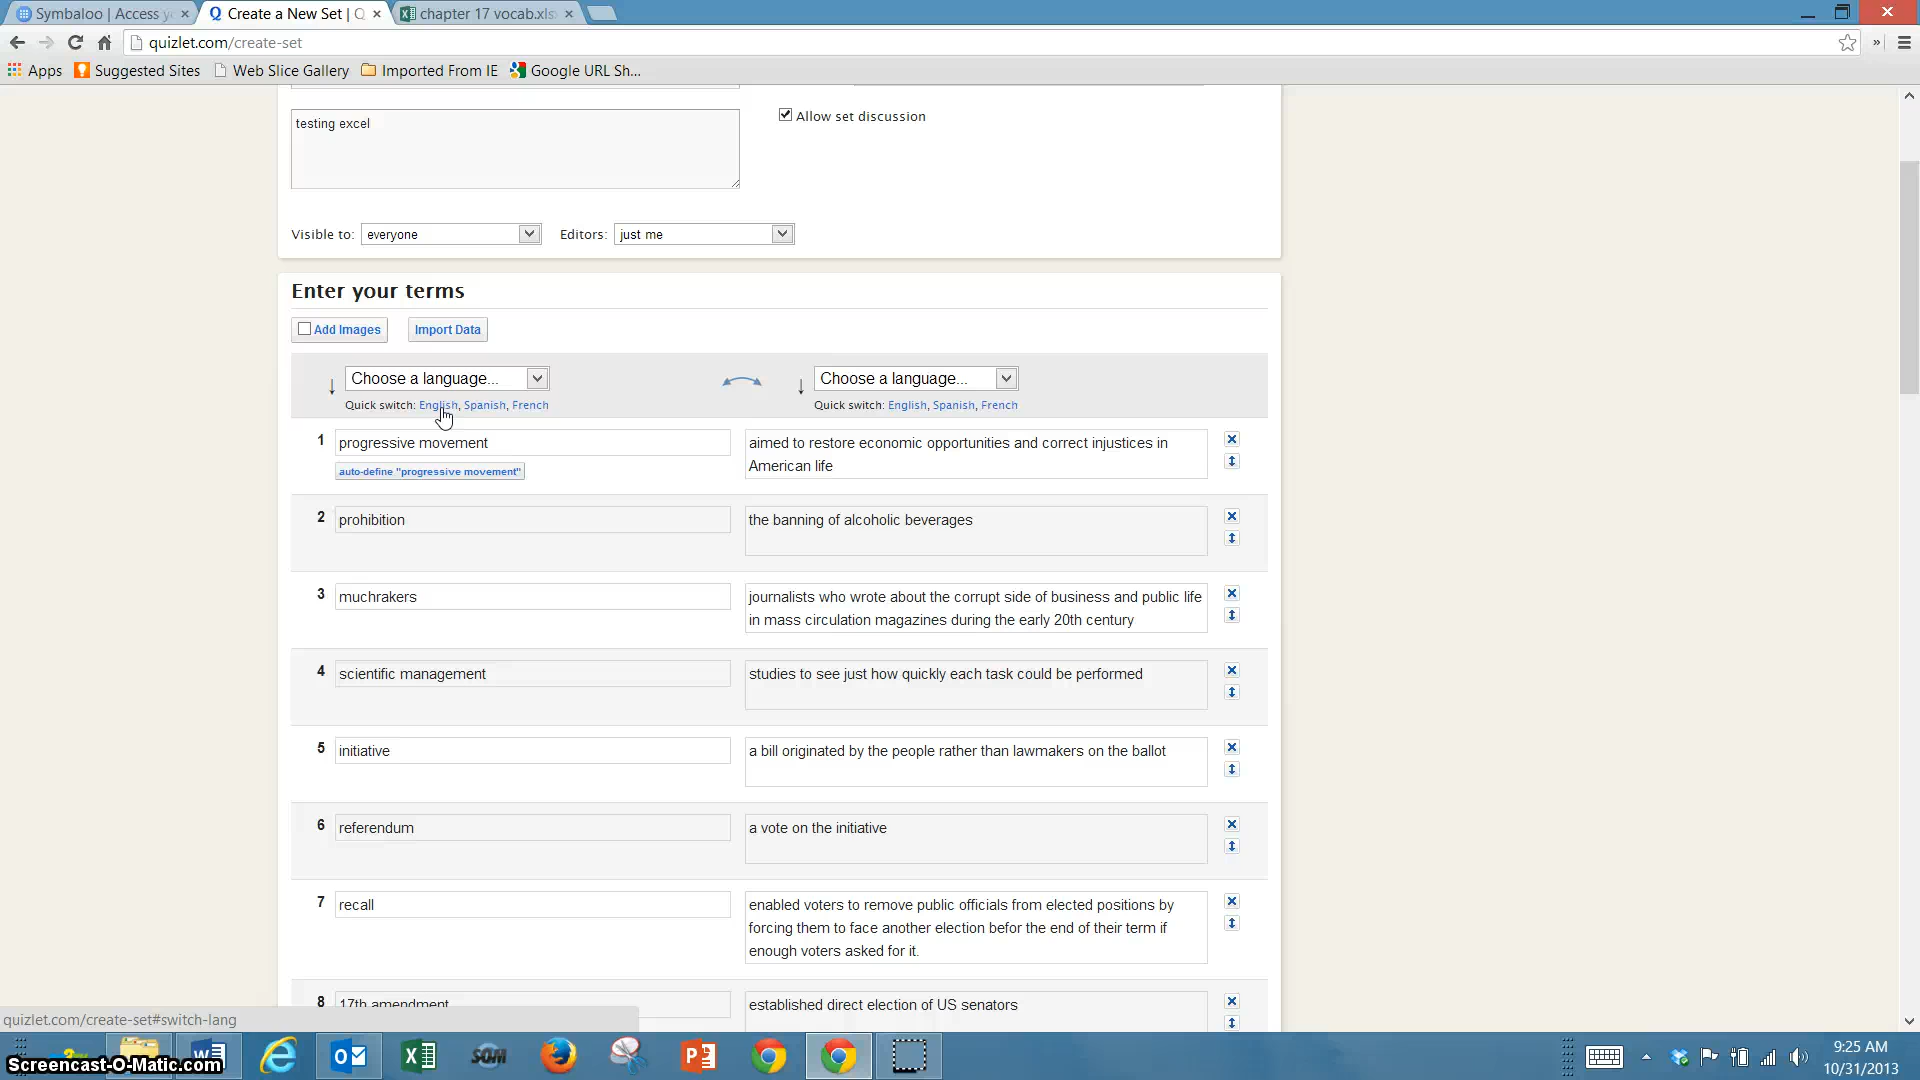 Symbaloo | Access y
Create a New Set | Q
chapter 17 vocab.xls
quizlet.com/create-set
Apps
Suggested Sites
Web Slice Gallery
Imported From IE
Google URL Sh...
testing excel
Allow set discussion
Visible to: everyone
Editors: just me
Enter your terms
Add Images
Import Data
Choose a language...
Choose a language...
Quick switch: English, Spanish, French
Quick switch: English, Spanish, French
1 progressive movement
auto-define "progressive movement"
aimed to restore economic opportunities and correct injustices in
American life
2 prohibition
the banning of alcoholic beverages
3 muchrakers
journalists who wrote about the corrupt side of business and public life
in mass circulation magazines during the early 20th century
4 scientific management
studies to see just how quickly each task could be performed
5 initiative
a bill originated by the people rather than lawmakers on the ballot
6 referendum
a vote on the initiative
7 recall
enabled voters to remove public officials from elected positions by
forcing them to face another election befor the end of their term if
enough voters asked for it.
8 17th amendment
established direct election of US senators
quizlet.com/create-set#switch-lang
Screencast-O-Matic.com
SOM
9:25 AM
10/31/2013